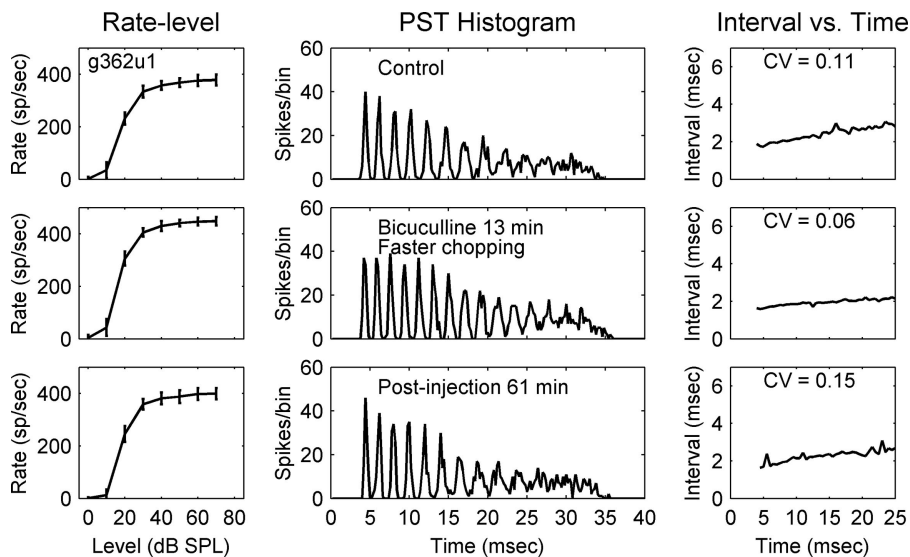 Rate-level
PST Histogram
Interval vs. Time
g362u1
Rate (sp/sec)
400
200
0
Control
Spikes/bin
60
40
20
0
CV = 0.11
Interval (msec)
6
4
2
0
Rate (sp/sec)
400
200
0
Bicuculline 13 min
Faster chopping
Spikes/bin
60
40
20
0
CV = 0.06
Interval (msec)
6
4
2
0
Rate (sp/sec)
400
200
0
0 20 40 60 80
Level (dB SPL)
Post-injection 61 min
Spikes/bin
60
40
20
0
0 5 10 15 20 25 30 35 40
Time (msec)
CV = 0.15
Interval (msec)
6
4
2
0
5 10 15 20 25
Time (msec)